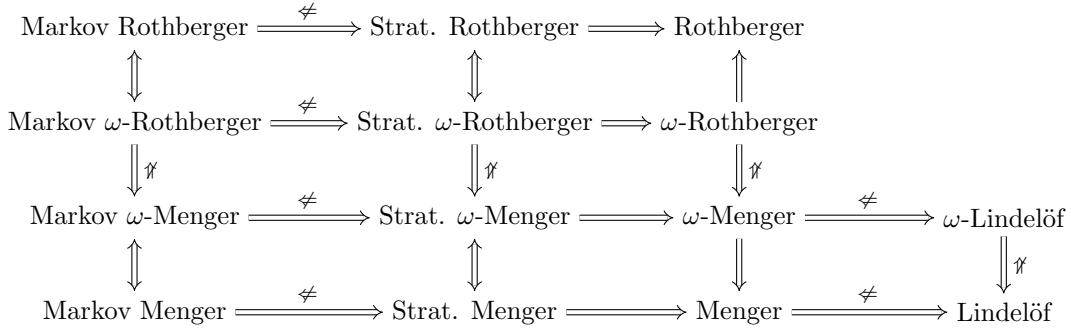 Markov Rothberger ⇍ Strat. Rothberger Rothberger
Markov ω-Rothberger ⇍ Strat. ω-Rothberger ω-Rothberger
⇑̸ ⇑̸ ⇑̸
Markov ω-Menger ⇍ Strat. ω-Menger ω-Menger ⇍ ω-Lindelöf
⇑̸
Markov Menger ⇍ Strat. Menger Menger ⇍ Lindelöf